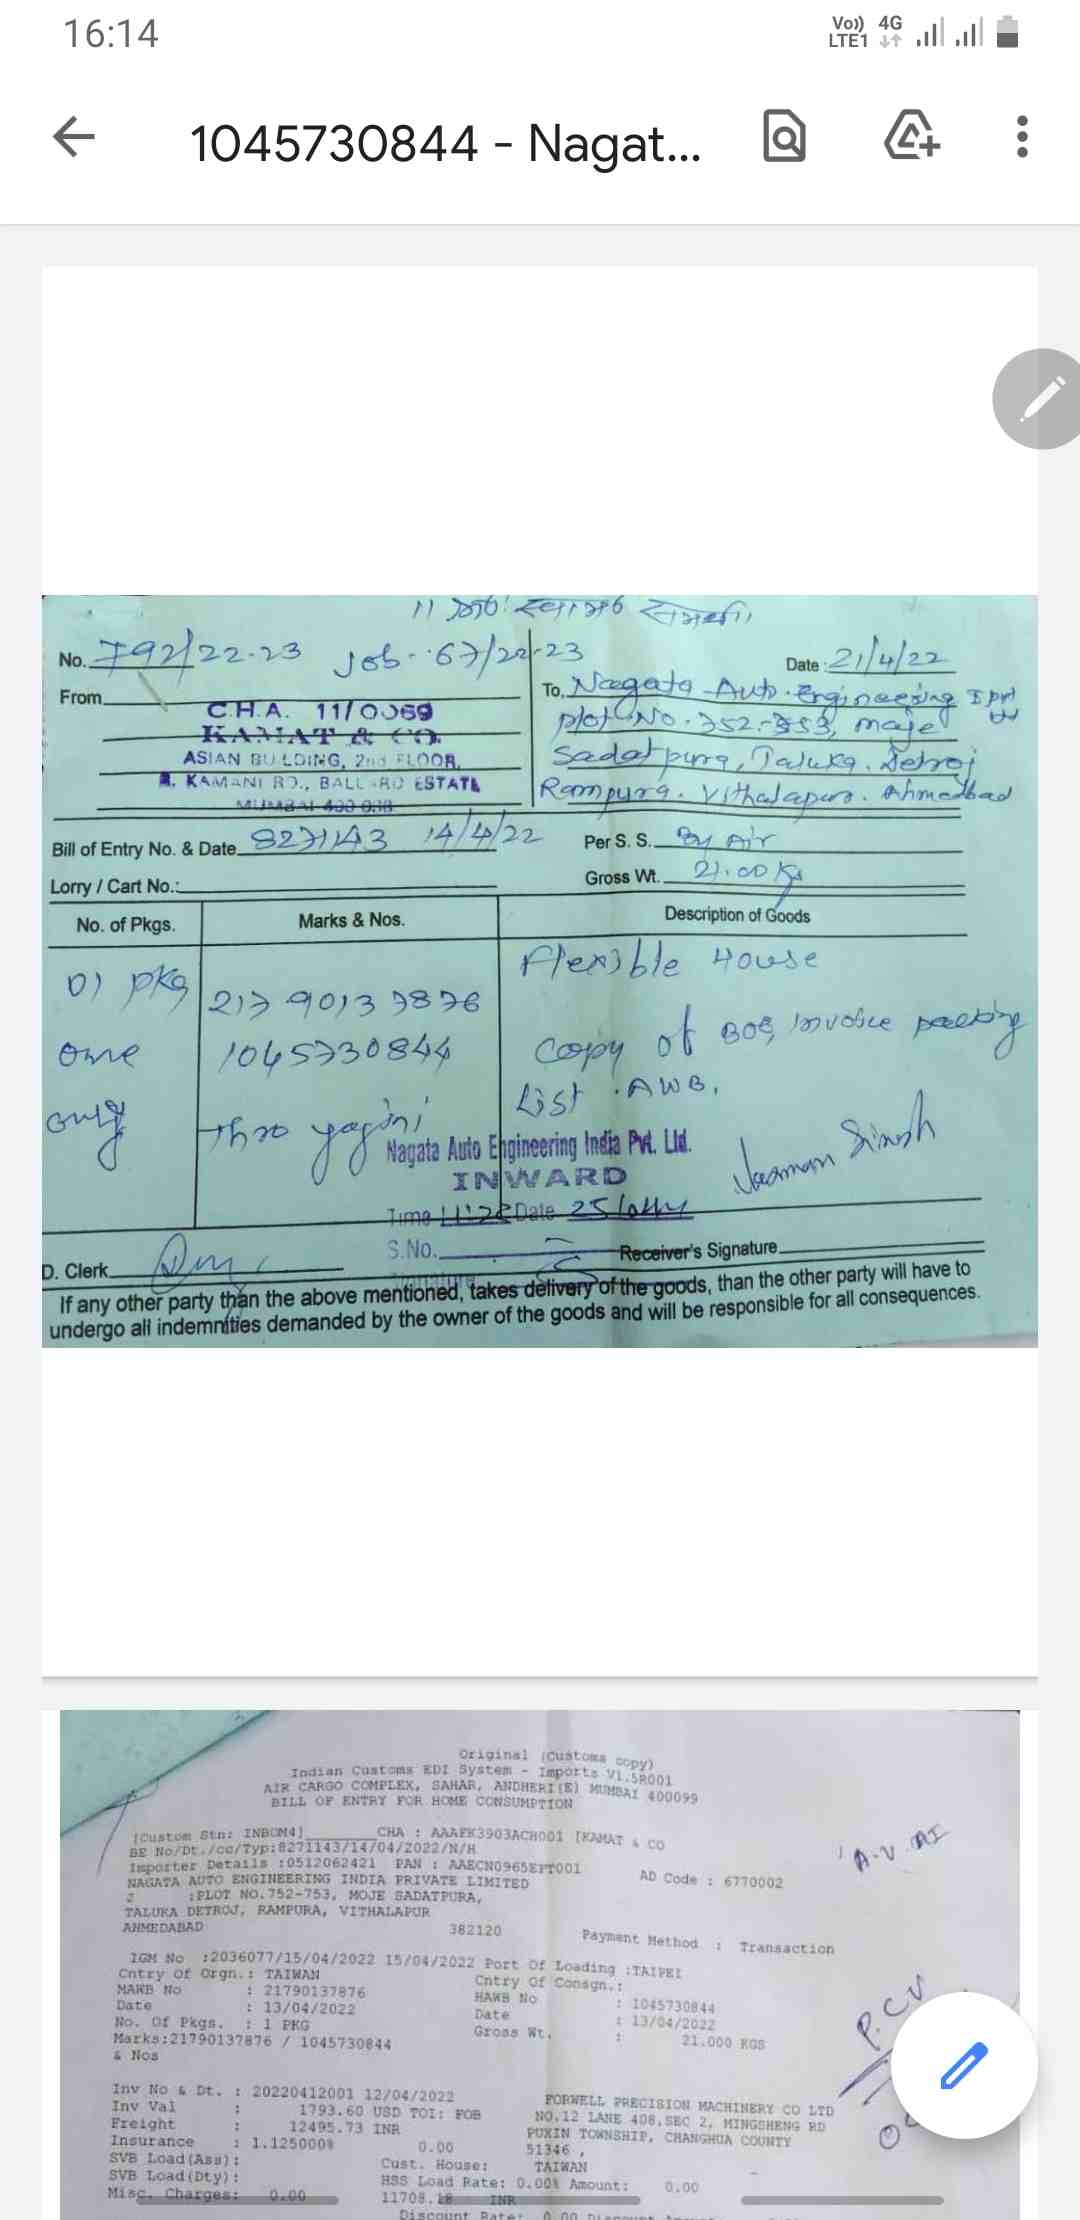 16:14
Vo)) 4G
LTE1
1045730844 - Nagat...
No. 792/22-23 Job - 67/22-23
Date: 21/4/22
From
C.H.A. 11/0069
KAMAT & CO.
ASIAN BUILDING, 2nd FLOOR,
R. KAMANI RD., BALLARD ESTATE
MUMBAI 400 038
To, Nagata Auto Engineeging I pvt
plot No. 752-753, maje
Sadatpura, Taluka. Detroj
Rampura. Vithalapur. Ahmedbad
Bill of Entry No. & Date 8271143 14/4/22
Per S. S. By Air
Lorry / Cart No.:
Gross Wt. 21.00 Kgs
No. of Pkgs.
Marks & Nos.
Description of Goods
01 pkg
one
only
217 9013 7876
1045730844
Thro yogini
Flexible House
Copy of BOE, Invoice packing
List . AWB,
Nagata Auto Engineering India Pvt. Ltd.
INWARD
Time Date
S.No.
Signature
Receiver's Signature
D. Clerk
If any other party than the above mentioned, takes delivery of the goods, than the other party will have to
undergo all indemnities demanded by the owner of the goods and will be responsible for all consequences.
Original (Customs copy)
Indian Customs EDI System - Imports V1.5R001
AIR CARGO COMPLEX, SAHAR, ANDHERI(E) MUMBAI 400099
BILL OF ENTRY FOR HOME CONSUMPTION
[Custom Stn: INBOM4] CHA : AAAFK3903ACH001 [KAMAT & CO
BE No/Dt./cc/Typ:8271143/14/04/2022/N/H
Importer Details :0512062421 PAN : AAECN0965EFT001
AD Code : 6770002
NAGATA AUTO ENGINEERING INDIA PRIVATE LIMITED
2 :PLOT NO.752-753, MOJE SADATPURA,
TALUKA DETROJ, RAMPURA, VITHALAPUR
AHMEDABAD 382120
Payment Method : Transaction
IGM No :2036077/15/04/2022 15/04/2022 Port Of Loading :TAIPEI
Cntry Of Orgn.: TAIWAN Cntry Of Consgn.:
MAWB No : 21790137876 HAWB No : 1045730844
Date : 13/04/2022 Date : 13/04/2022
No. Of Pkgs. : 1 PKG Gross Wt. : 21.000 KGS
Marks:21790137876 / 1045730844
& Nos
Inv No & Dt. : 20220412001 12/04/2022
Inv Val : 1793.60 USD TOI: FOB
Freight : 12495.73 INR
Insurance : 1.125000% 0.00
FORWELL PRECISION MACHINERY CO LTD
NO.12 LANE 408,SEC 2, MINGSHENG RD
PUXIN TOWNSHIP, CHANGHUA COUNTY
51346 ,
TAIWAN
SVB Load(Ass): Cust. House:
SVB Load(Dty): HSS Load Rate: 0.00% Amount: 0.00
Misc. Charges: 0.00 11708.18 INR
Discount Rate: 0.00
A.V. AI
P.CV